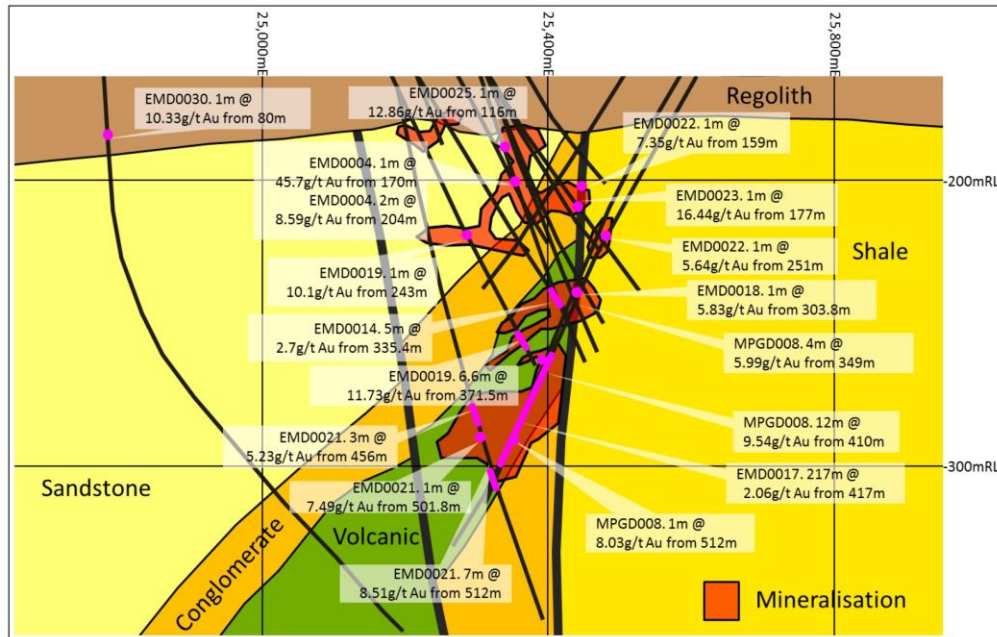 25,000mE
25,400mE
25,800mE
EMD0030. 1m @
10.33g/t Au from 80m
EMD0025. 1m @
12.86g/t Au from 116m
Regolith
EMD0022. 1m @
7.35g/t Au from 159m
EMD0004. 1m @
45.7g/t Au from 170m
EMD0004. 2m @
8.59g/t Au from 204m
-200mRL
EMD0023. 1m @
16.44g/t Au from 177m
Shale
EMD0022. 1m @
5.64g/t Au from 251m
EMD0019. 1m @
10.1g/t Au from 243m
EMD0018. 1m @
5.83g/t Au from 303.8m
EMD0014. 5m @
2.7g/t Au from 335.4m
MPGD008. 4m @
5.99g/t Au from 349m
EMD0019. 6.6m @
11.73g/t Au from 371.5m
MPGD008. 12m @
9.54g/t Au from 410m
EMD0021. 3m @
5.23g/t Au from 456m
-300mRL
EMD0017. 217m @
2.06g/t Au from 417m
Sandstone
EMD0021. 1m @
7.49g/t Au from 501.8m
MPGD008. 1m @
8.03g/t Au from 512m
Volcanic
Conglomerate
EMD0021. 7m @
8.51g/t Au from 512m
Mineralisation